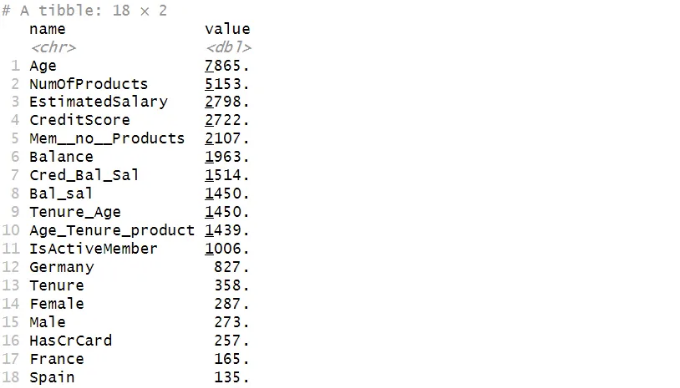 # A tibble: 18 × 2
name value
<chr> <dbl>
1 Age 7865.
2 NumOfProducts 5153.
3 EstimatedSalary 2798.
4 CreditScore 2722.
5 Mem__no__Products 2107.
6 Balance 1963.
7 Cred_Bal_Sal 1514.
8 Bal_sal 1450.
9 Tenure_Age 1450.
10 Age_Tenure_product 1439.
11 IsActiveMember 1006.
12 Germany 827.
13 Tenure 358.
14 Female 287.
15 Male 273.
16 HasCrCard 257.
17 France 165.
18 Spain 135.